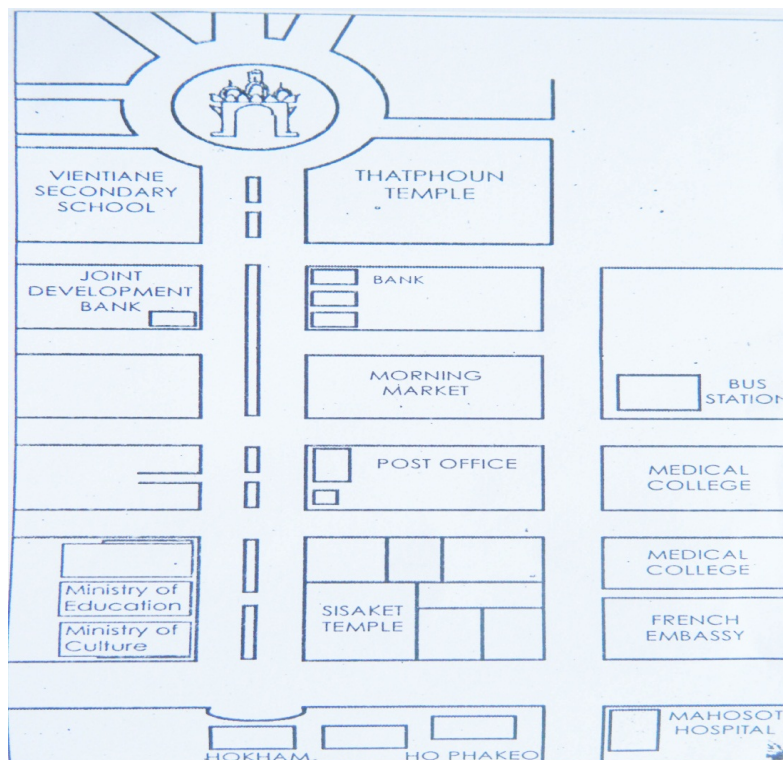 VIENTIANE
SECONDARY
SCHOOL
THATPHOUN
TEMPLE
JOINT
DEVELOPMENT
BANK
BANK
MORNING
MARKET
BUS
STATION
POST OFFICE
MEDICAL
COLLEGE
Ministry of
Education
Ministry of
Culture
SISAKET
TEMPLE
MEDICAL
COLLEGE
FRENCH
EMBASSY
HOKHAM
HO PHAKEO
MAHOSOT
HOSPITAL